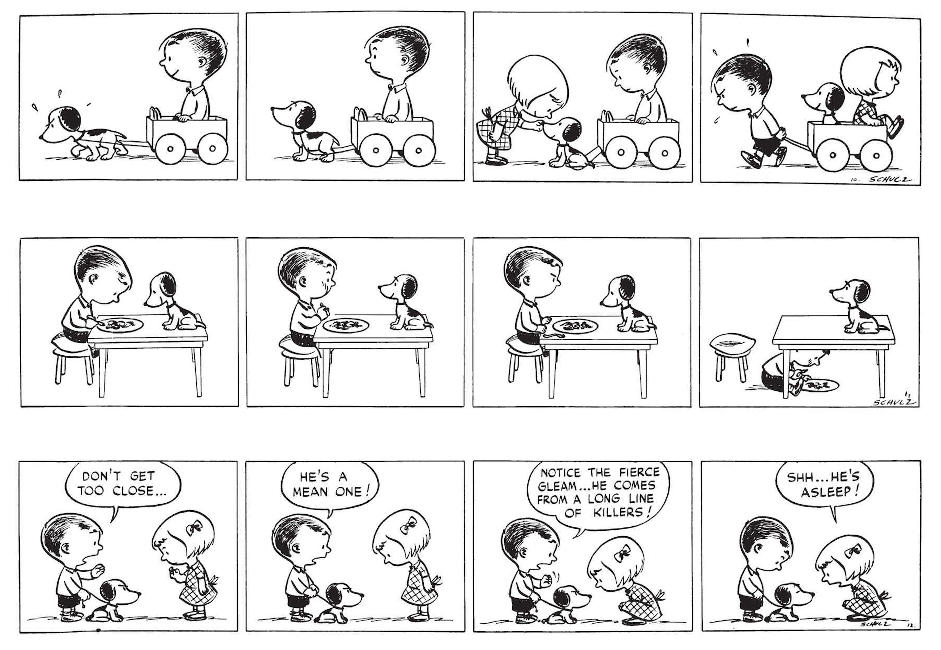 SCHULZ
SCHULZ
DON'T GET
TOO CLOSE...
HE'S A
MEAN ONE!
NOTICE THE FIERCE
GLEAM...HE COMES
FROM A LONG LINE
OF KILLERS!
SHH...HE'S
ASLEEP!
SCHULZ